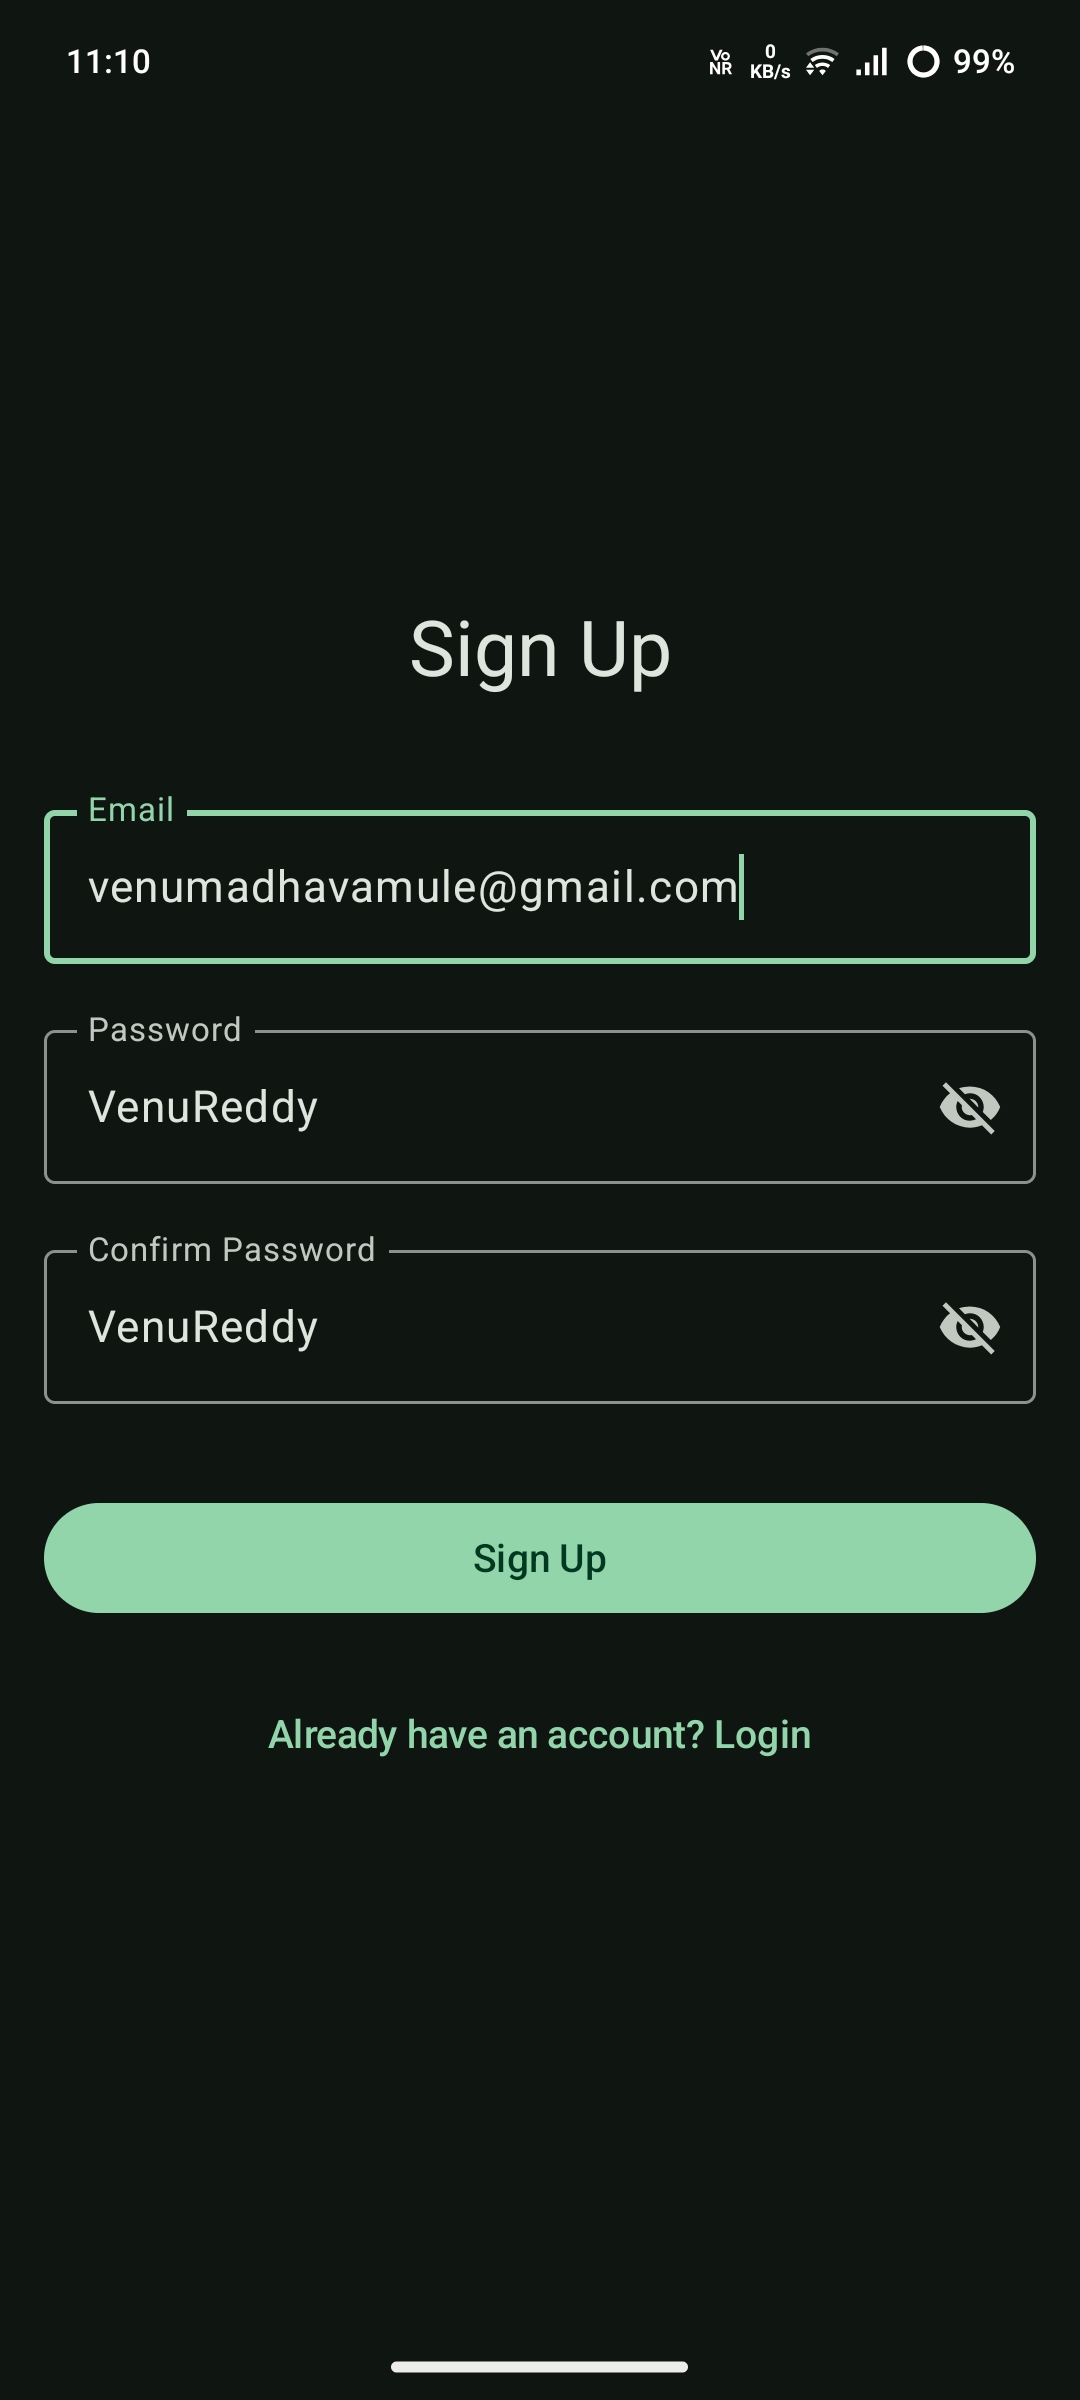 11:10
Vo NR 0 KB/s 99%
Sign Up
Email
venumadhavamule@gmail.com
Password
VenuReddy
Confirm Password
VenuReddy
Sign Up
Already have an account? Login